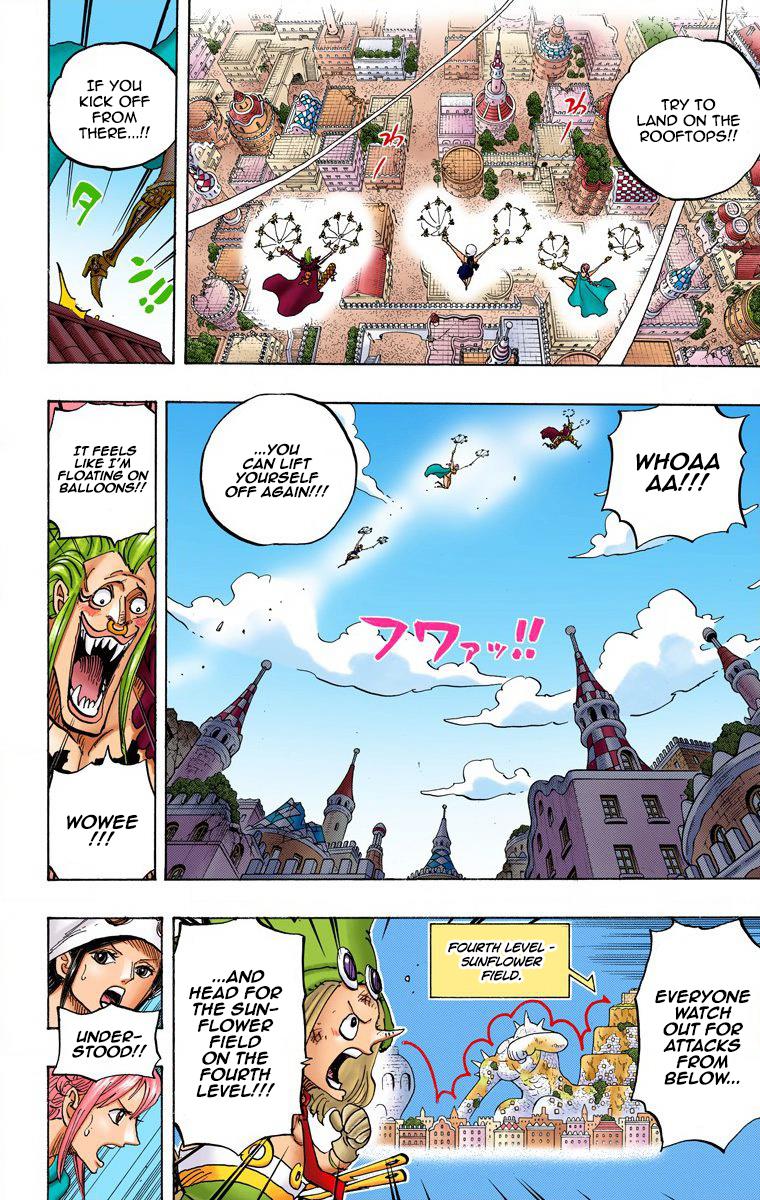 TRY TO
LAND ON THE
ROOFTOPS!!
IF YOU
KICK OFF
FROM
THERE...!!
タンッ!!
WHOAA
AA!!!
...YOU
CAN LIFT
YOURSELF
OFF AGAIN!!!
フワァッ!!
IT FEELS
LIKE I'M
FLOATING ON
BALLOONS!!
WOWEE
!!!
EVERYONE
WATCH
OUT FOR
ATTACKS
FROM
BELOW...
FOURTH LEVEL -
SUNFLOWER
FIELD.
...AND
HEAD FOR
THE SUN-
FLOWER
FIELD
ON THE
FOURTH
LEVEL!!!
UNDER-
STOOD!!